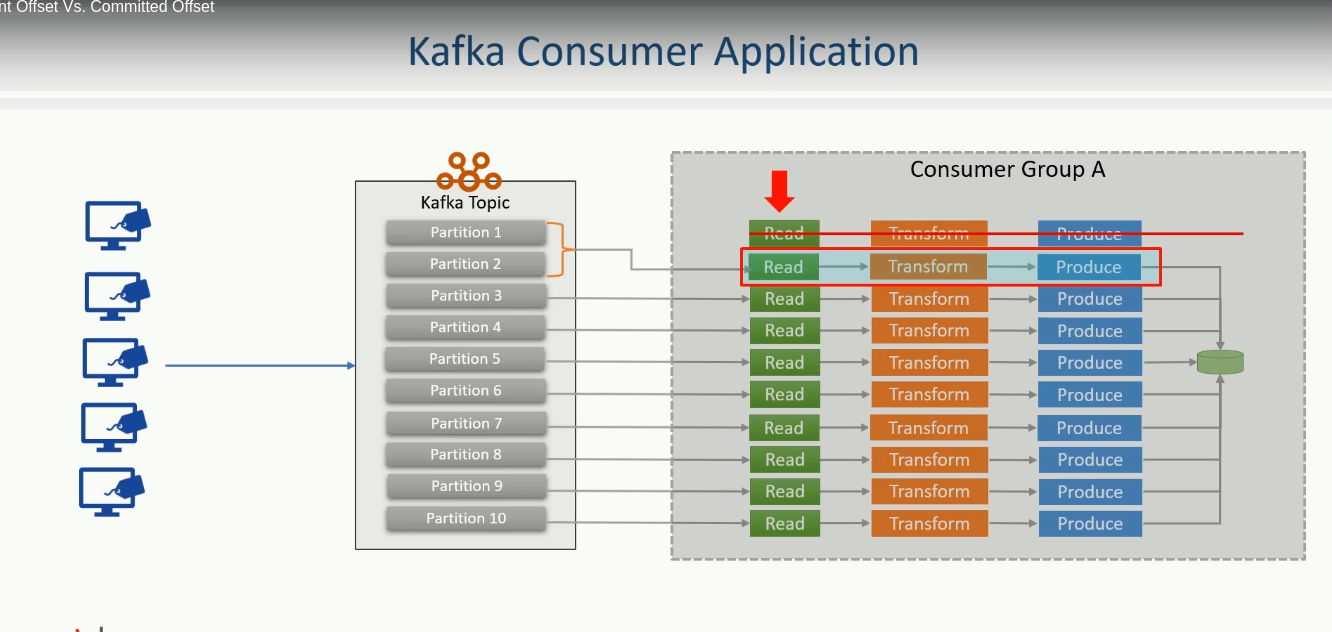 nt Offset Vs. Committed Offset
Kafka Consumer Application
Consumer Group A
Kafka Topic
Partition 1
Partition 2
Partition 3
Partition 4
Partition 5
Partition 6
Partition 7
Partition 8
Partition 9
Partition 10
Read Transform Produce
Read Transform Produce
Read Transform Produce
Read Transform Produce
Read Transform Produce
Read Transform Produce
Read Transform Produce
Read Transform Produce
Read Transform Produce
Read Transform Produce